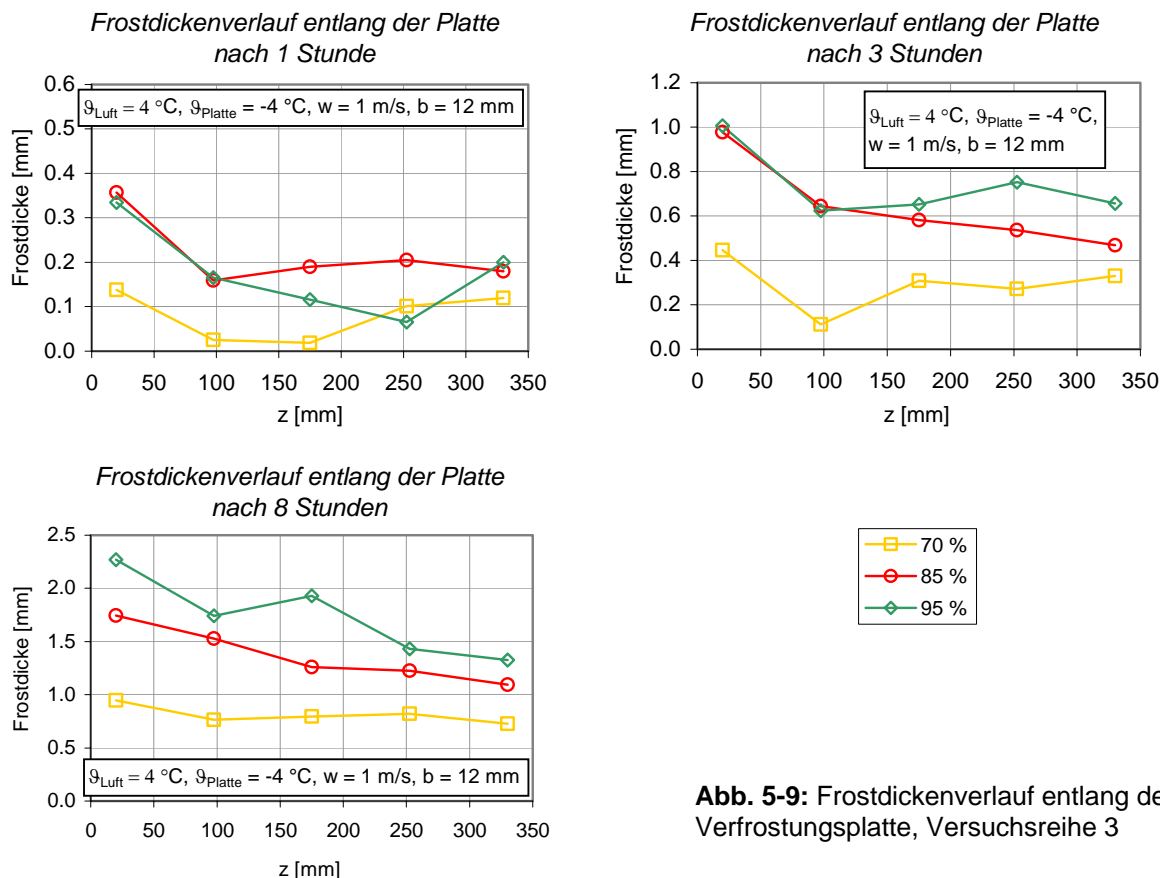 Frostdickenverlauf entlang der Platte
nach 1 Stunde
0.6
0.5
0.4
0.3
0.2
0.1
0.0
Frostdicke [mm]
ϑLuft = 4 °C, ϑPlatte = -4 °C, w = 1 m/s, b = 12 mm
0 50 100 150 200 250 300 350
z [mm]
Frostdickenverlauf entlang der Platte
nach 3 Stunden
1.2
1.0
0.8
0.6
0.4
0.2
0.0
Frostdicke [mm]
ϑLuft = 4 °C, ϑPlatte = -4 °C,
w = 1 m/s, b = 12 mm
0 50 100 150 200 250 300 350
z [mm]
Frostdickenverlauf entlang der Platte
nach 8 Stunden
2.5
2.0
1.5
1.0
0.5
0.0
Frostdicke [mm]
ϑLuft = 4 °C, ϑPlatte = -4 °C, w = 1 m/s, b = 12 mm
0 50 100 150 200 250 300 350
z [mm]
70 %
85 %
95 %
Abb. 5-9: Frostdickenverlauf entlang de
Verfrostungsplatte, Versuchsreihe 3